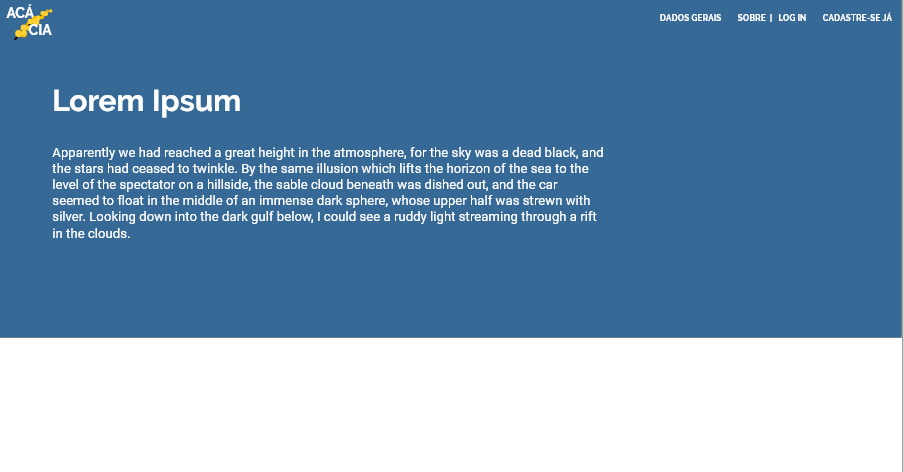 ACÁ
CIA
DADOS GERAIS SOBRE | LOG IN CADASTRE-SE JÁ
Lorem Ipsum
Apparently we had reached a great height in the atmosphere, for the sky was a dead black, and
the stars had ceased to twinkle. By the same illusion which lifts the horizon of the sea to the
level of the spectator on a hillside, the sable cloud beneath was dished out, and the car
seemed to float in the middle of an immense dark sphere, whose upper half was strewn with
silver. Looking down into the dark gulf below, I could see a ruddy light streaming through a rift
in the clouds.